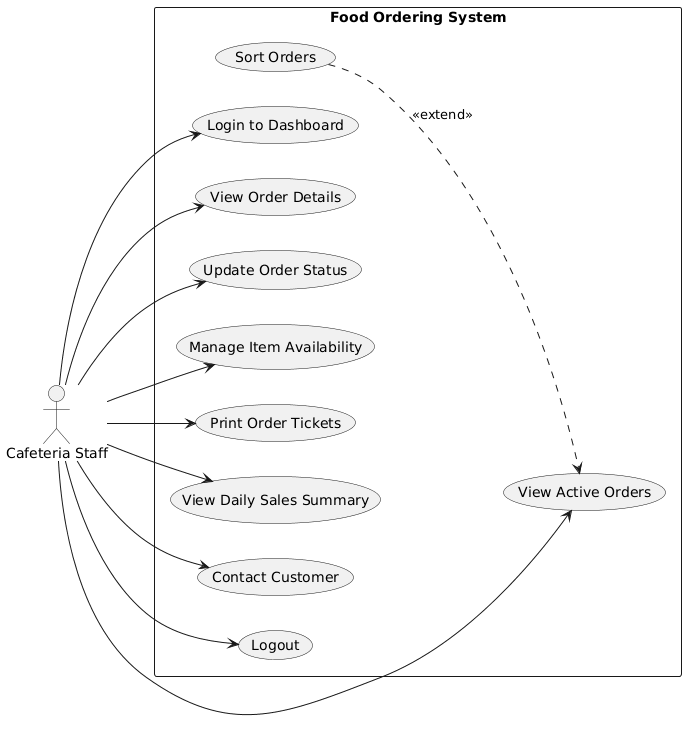 Food Ordering System
Sort Orders
«extend»
Login to Dashboard
View Order Details
Update Order Status
Manage Item Availability
Print Order Tickets
Cafeteria Staff
View Daily Sales Summary
View Active Orders
Contact Customer
Logout